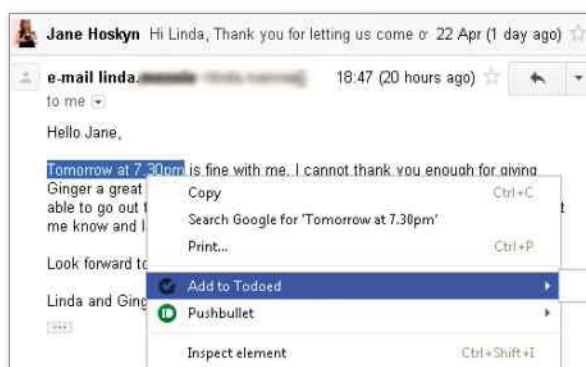 Jane Hoskyn Hi Linda, Thank you for letting us come o 22 Apr (1 day ago)
e-mail linda. 18:47 (20 hours ago)
to me
Hello Jane,
Tomorrow at 7.30pm is fine with me. I cannot thank you enough for giving
Ginger a great
able to go out t
me know and I
Look forward to
Linda and Ging
Copy Ctrl+C
Search Google for 'Tomorrow at 7.30pm'
Print... Ctrl+P
Add to Todoed
Pushbullet
Inspect element Ctrl+Shift+I